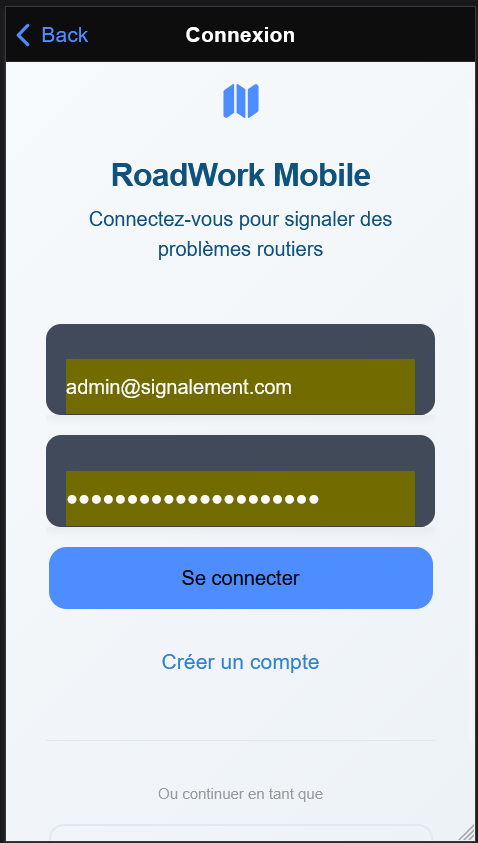 Back
Connexion
RoadWork Mobile
Connectez-vous pour signaler des
problèmes routiers
admin@signalement.com
●●●●●●●●●●●●●●●●●●●●●
Se connecter
Créer un compte
Ou continuer en tant que